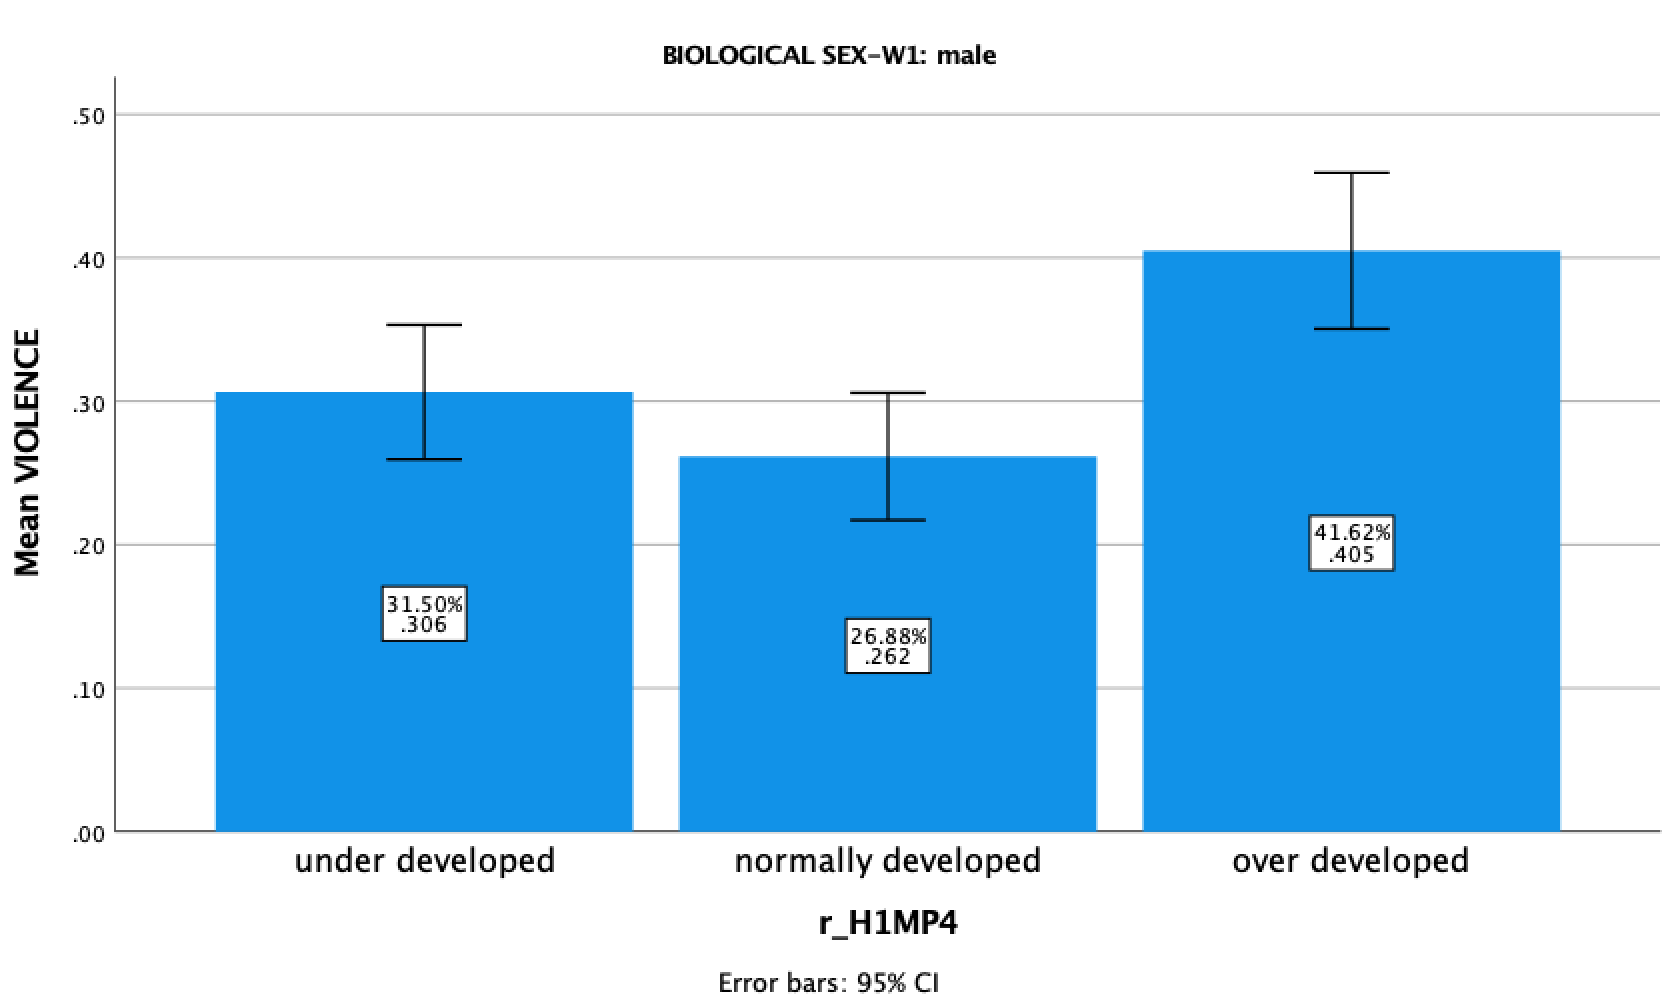 BIOLOGICAL SEX–W1: male
Mean VIOLENCE
.50
.40
.30
.20
.10
.00
31.50%
.306
26.88%
.262
41.62%
.405
under developed
normally developed
over developed
r_H1MP4
Error bars: 95% CI